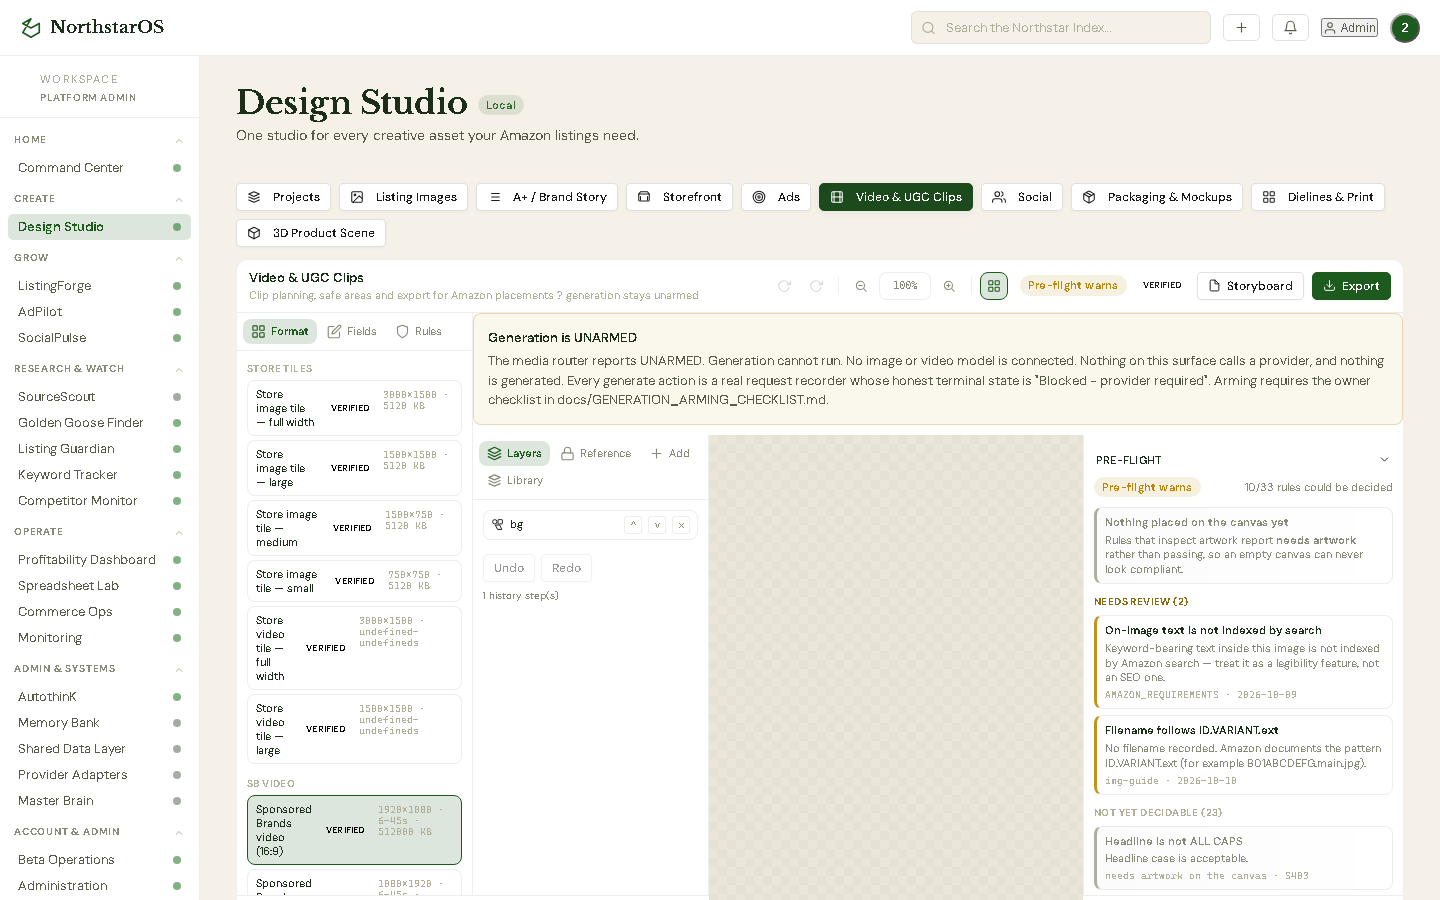 NorthstarOS
Search the Northstar Index...
Admin
2
WORKSPACE
PLATFORM ADMIN
HOME
Command Center
CREATE
Design Studio
GROW
ListingForge
AdPilot
SocialPulse
RESEARCH & WATCH
SourceScout
Golden Goose Finder
Listing Guardian
Keyword Tracker
Competitor Monitor
OPERATE
Profitability Dashboard
Spreadsheet Lab
Commerce Ops
Monitoring
ADMIN & SYSTEMS
AutothinK
Memory Bank
Shared Data Layer
Provider Adapters
Master Brain
ACCOUNT & ADMIN
Beta Operations
Administration
Design Studio Local
One studio for every creative asset your Amazon listings need.
Projects
Listing Images
A+ / Brand Story
Storefront
Ads
Video & UGC Clips
Social
Packaging & Mockups
Dielines & Print
3D Product Scene
Video & UGC Clips
Clip planning, safe areas and export for Amazon placements ? generation stays unarmed
100%
Pre-flight warns
VERIFIED
Storyboard
Export
Format
Fields
Rules
STORE TILES
Store
image tile
— full width
VERIFIED
3000×1500 ·
5120 KB
Store
image tile
— large
VERIFIED
1500×1500 ·
5120 KB
Store image
tile —
medium
VERIFIED
1500×750 ·
5120 KB
Store image
tile — small
VERIFIED
750×750 ·
5120 KB
Store
video
tile —
full
width
VERIFIED
3000×1500 ·
undefined–
undefineds
Store
video
tile —
large
VERIFIED
1500×1500 ·
undefined–
undefineds
SB VIDEO
Sponsored
Brands
video
(16:9)
VERIFIED
1920×1080 ·
6–45s ·
512000 KB
Sponsored
1080×1920 ·
Generation is UNARMED
The media router reports UNARMED. Generation cannot run. No image or video model is connected. Nothing on this surface calls a provider, and nothing
is generated. Every generate action is a real request recorder whose honest terminal state is "Blocked - provider required". Arming requires the owner
checklist in docs/GENERATION_ARMING_CHECKLIST.md.
Layers
Reference
Add
Library
bg
^
v
×
Undo
Redo
1 history step(s)
PRE-FLIGHT
Pre-flight warns
10/33 rules could be decided
Nothing placed on the canvas yet
Rules that inspect artwork report needs artwork
rather than passing, so an empty canvas can never
look compliant.
NEEDS REVIEW (2)
On-image text is not indexed by search
Keyword-bearing text inside this image is not indexed
by Amazon search — treat it as a legibility feature, not
an SEO one.
AMAZON_REQUIREMENTS · 2026-10-09
Filename follows ID.VARIANT.ext
No filename recorded. Amazon documents the pattern
ID.VARIANT.ext (for example B01ABCDEFG.main.jpg).
img-guide · 2026-10-10
NOT YET DECIDABLE (23)
Headline is not ALL CAPS
Headline case is acceptable.
needs artwork on the canvas · S403